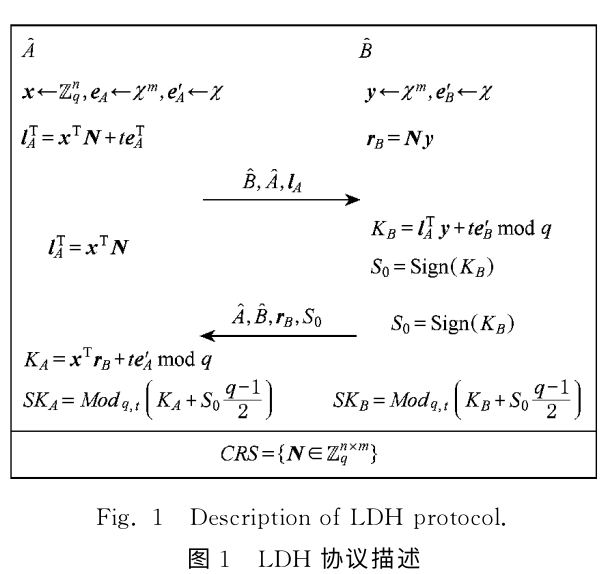 Â B̂
x←ℤ_q^n, e_A←χ^m, e′_A←χ y←χ^m, e′_B←χ
l_A^T = x^T N + te_A^T r_B = Ny
B̂, Â, l_A
K_B = l_A^T y + te′_B mod q
l_A^T = x^T N
S_0 = Sign(K_B)
Â, B̂, r_B, S_0 S_0 = Sign(K_B)
K_A = x^T r_B + te′_A mod q
SK_A = Mod_{q,t}(K_A + S_0 \frac{q-1}{2}) SK_B = Mod_{q,t}(K_B + S_0 \frac{q-1}{2})
CRS = {N∈ℤ_q^{n×m}}
Fig. 1 Description of LDH protocol.
图 1 LDH 协议描述